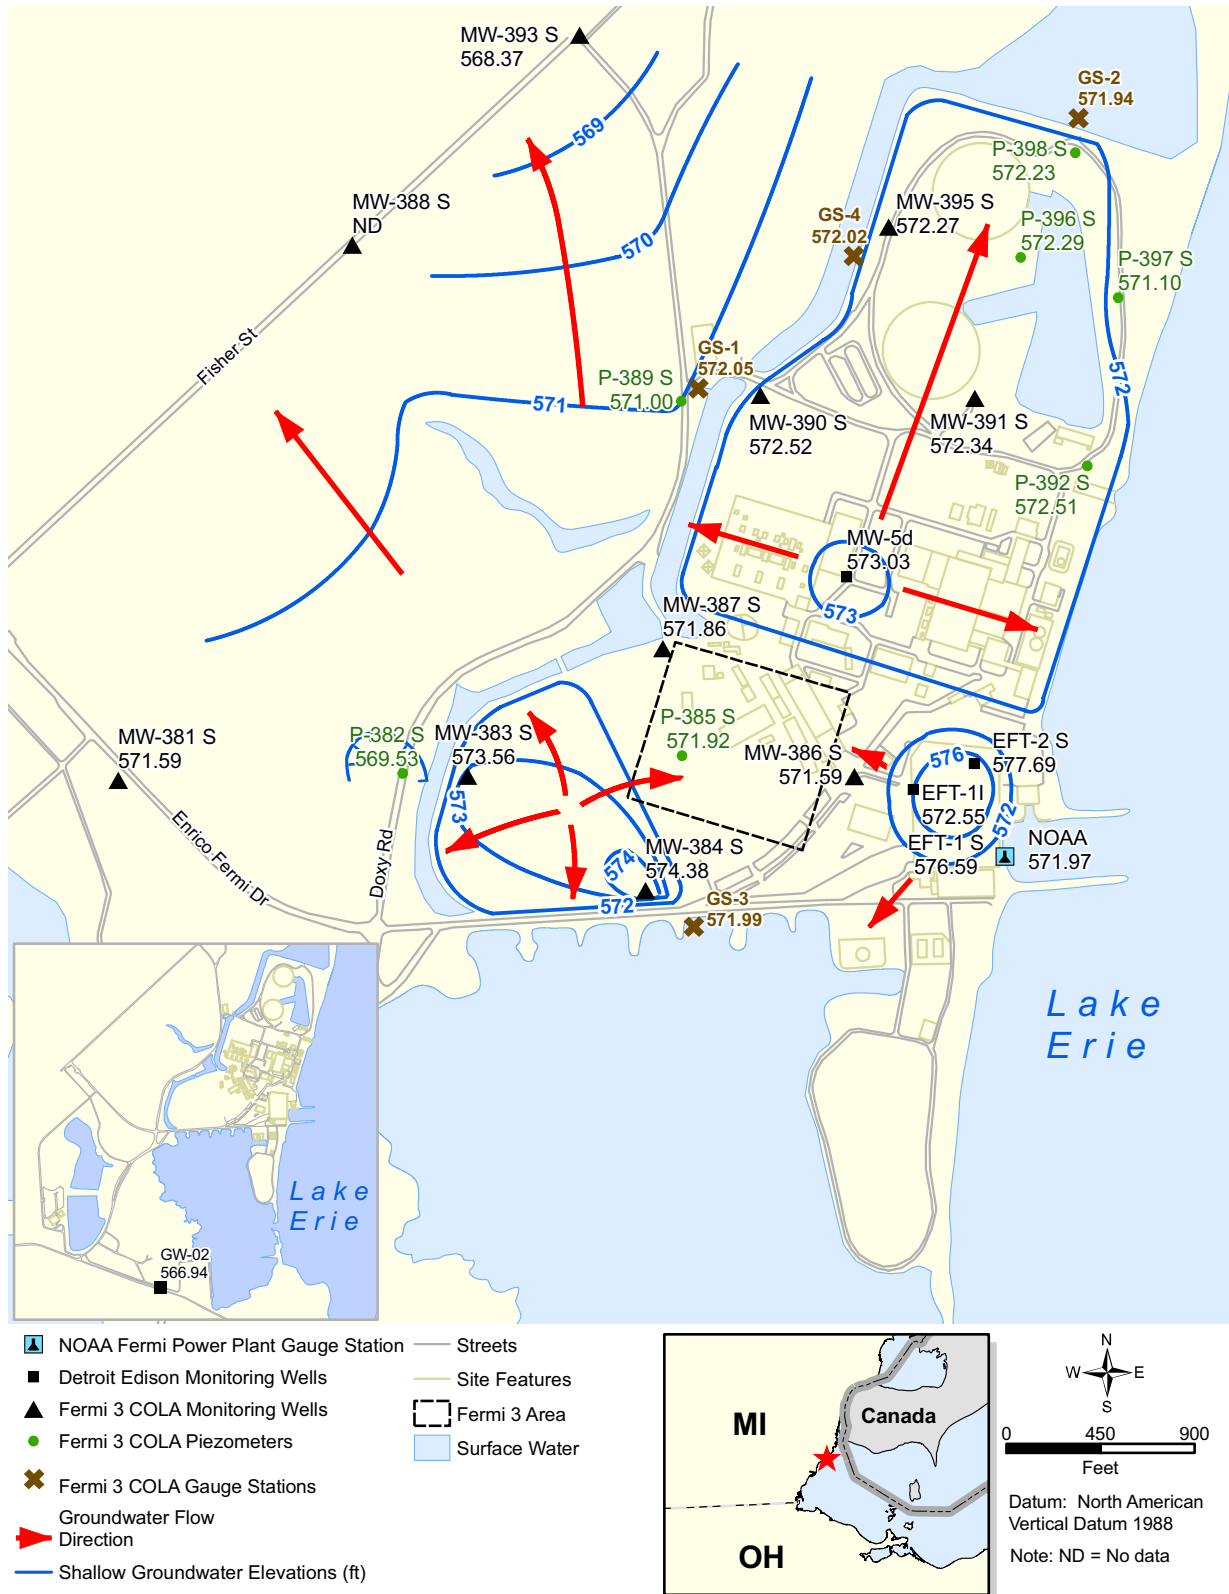 MW-393 S
568.37
GS-2
571.94
569
P-398 S
572.23
MW-388 S
ND
GS-4
572.02
MW-395 S
572.27
P-396 S
572.29
570
P-397 S
571.10
Fisher St
GS-1
572.05
P-389 S
571.00
571
572
MW-390 S
572.52
MW-391 S
572.34
P-392 S
572.51
MW-5d
573.03
573
MW-387 S
571.86
MW-381 S
571.59
P-382 S
569.53
MW-383 S
573.56
P-385 S
571.92
MW-386 S
571.59
576
EFT-2 S
577.69
EFT-1I
572.55
572
573
EFT-1 S
576.59
NOAA
571.97
Enrico Fermi Dr
Doxy Rd
574
MW-384 S
574.38
572
GS-3
571.99
Lake
Erie
Lake
Erie
GW-02
566.94
NOAA Fermi Power Plant Gauge Station
Detroit Edison Monitoring Wells
Fermi 3 COLA Monitoring Wells
Fermi 3 COLA Piezometers
Fermi 3 COLA Gauge Stations
Groundwater Flow
Direction
Shallow Groundwater Elevations (ft)
Streets
Site Features
Fermi 3 Area
Surface Water
MI
Canada
OH
N
W E
S
0 450 900
Feet
Datum: North American
Vertical Datum 1988
Note: ND = No data